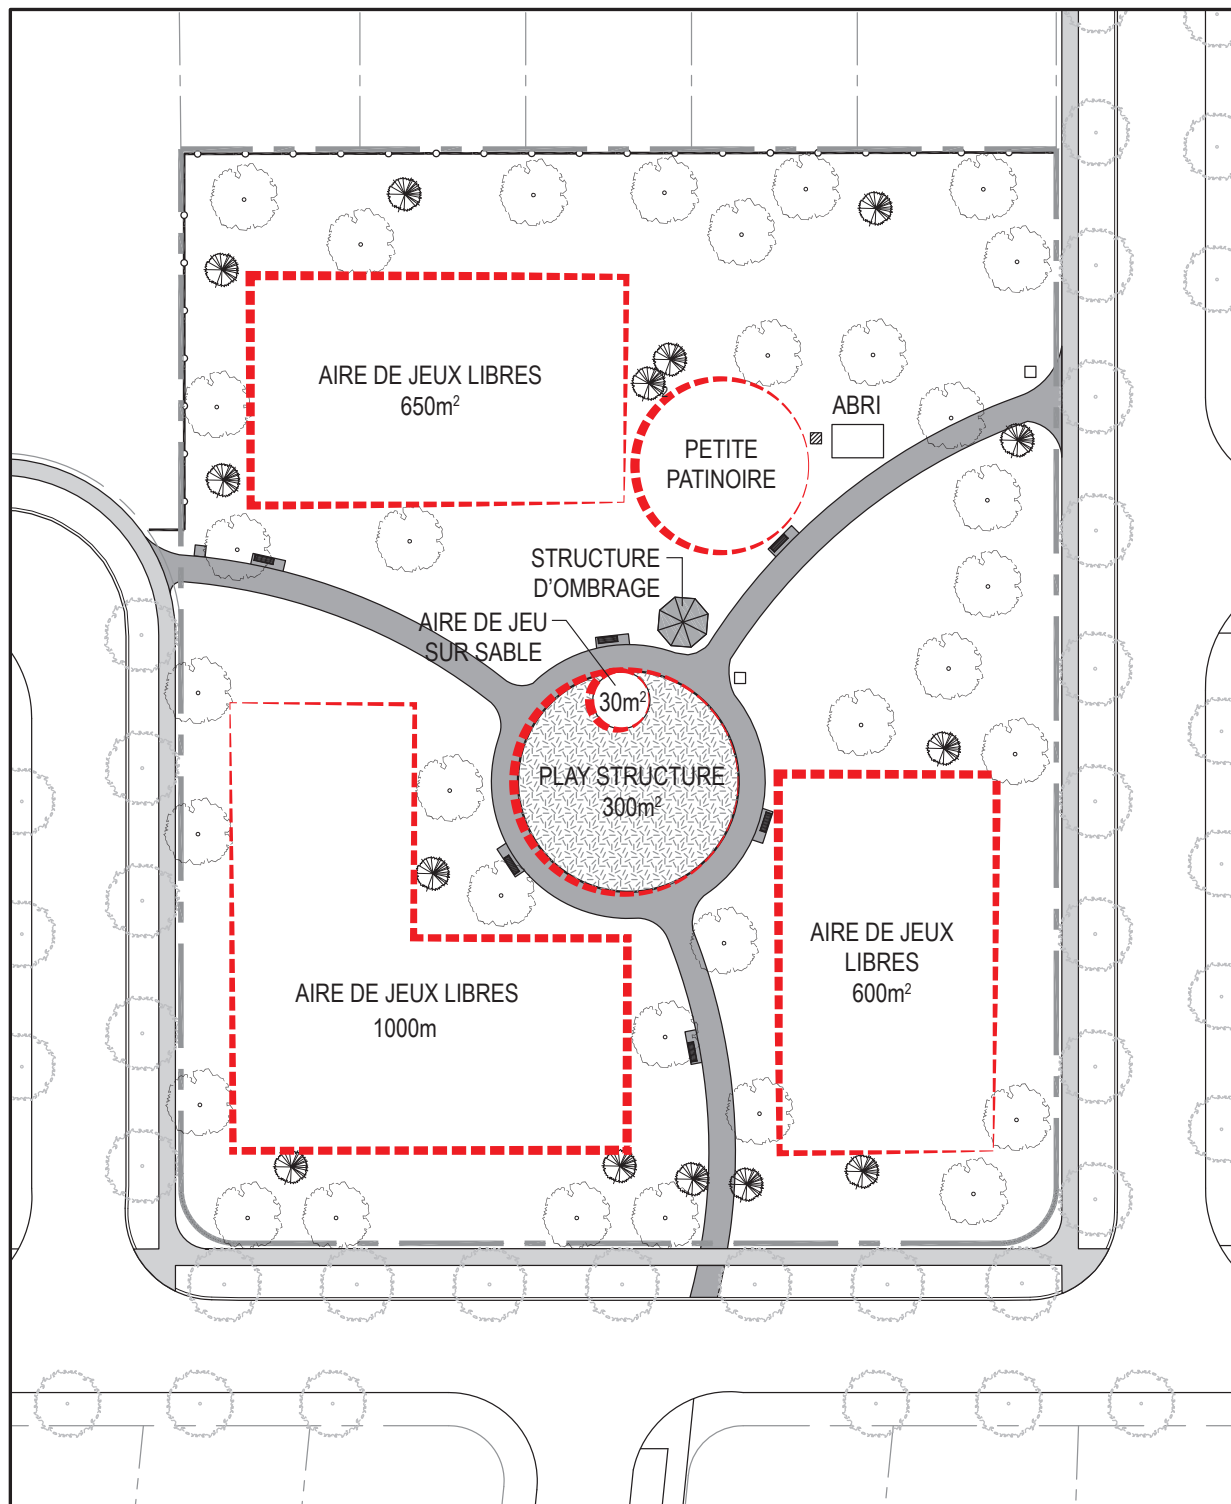 AIRE DE JEUX LIBRES
650m²
2
ABRI
PETITE
PATINOIRE
STRUCTURE
D'OMBRAGE
AIRE DE JEU
SUR SABLE
30m²
PLAY STRUCTURE
300m²
AIRE DE JEUX
LIBRES
600m²
AIRE DE JEUX LIBRES
1000m